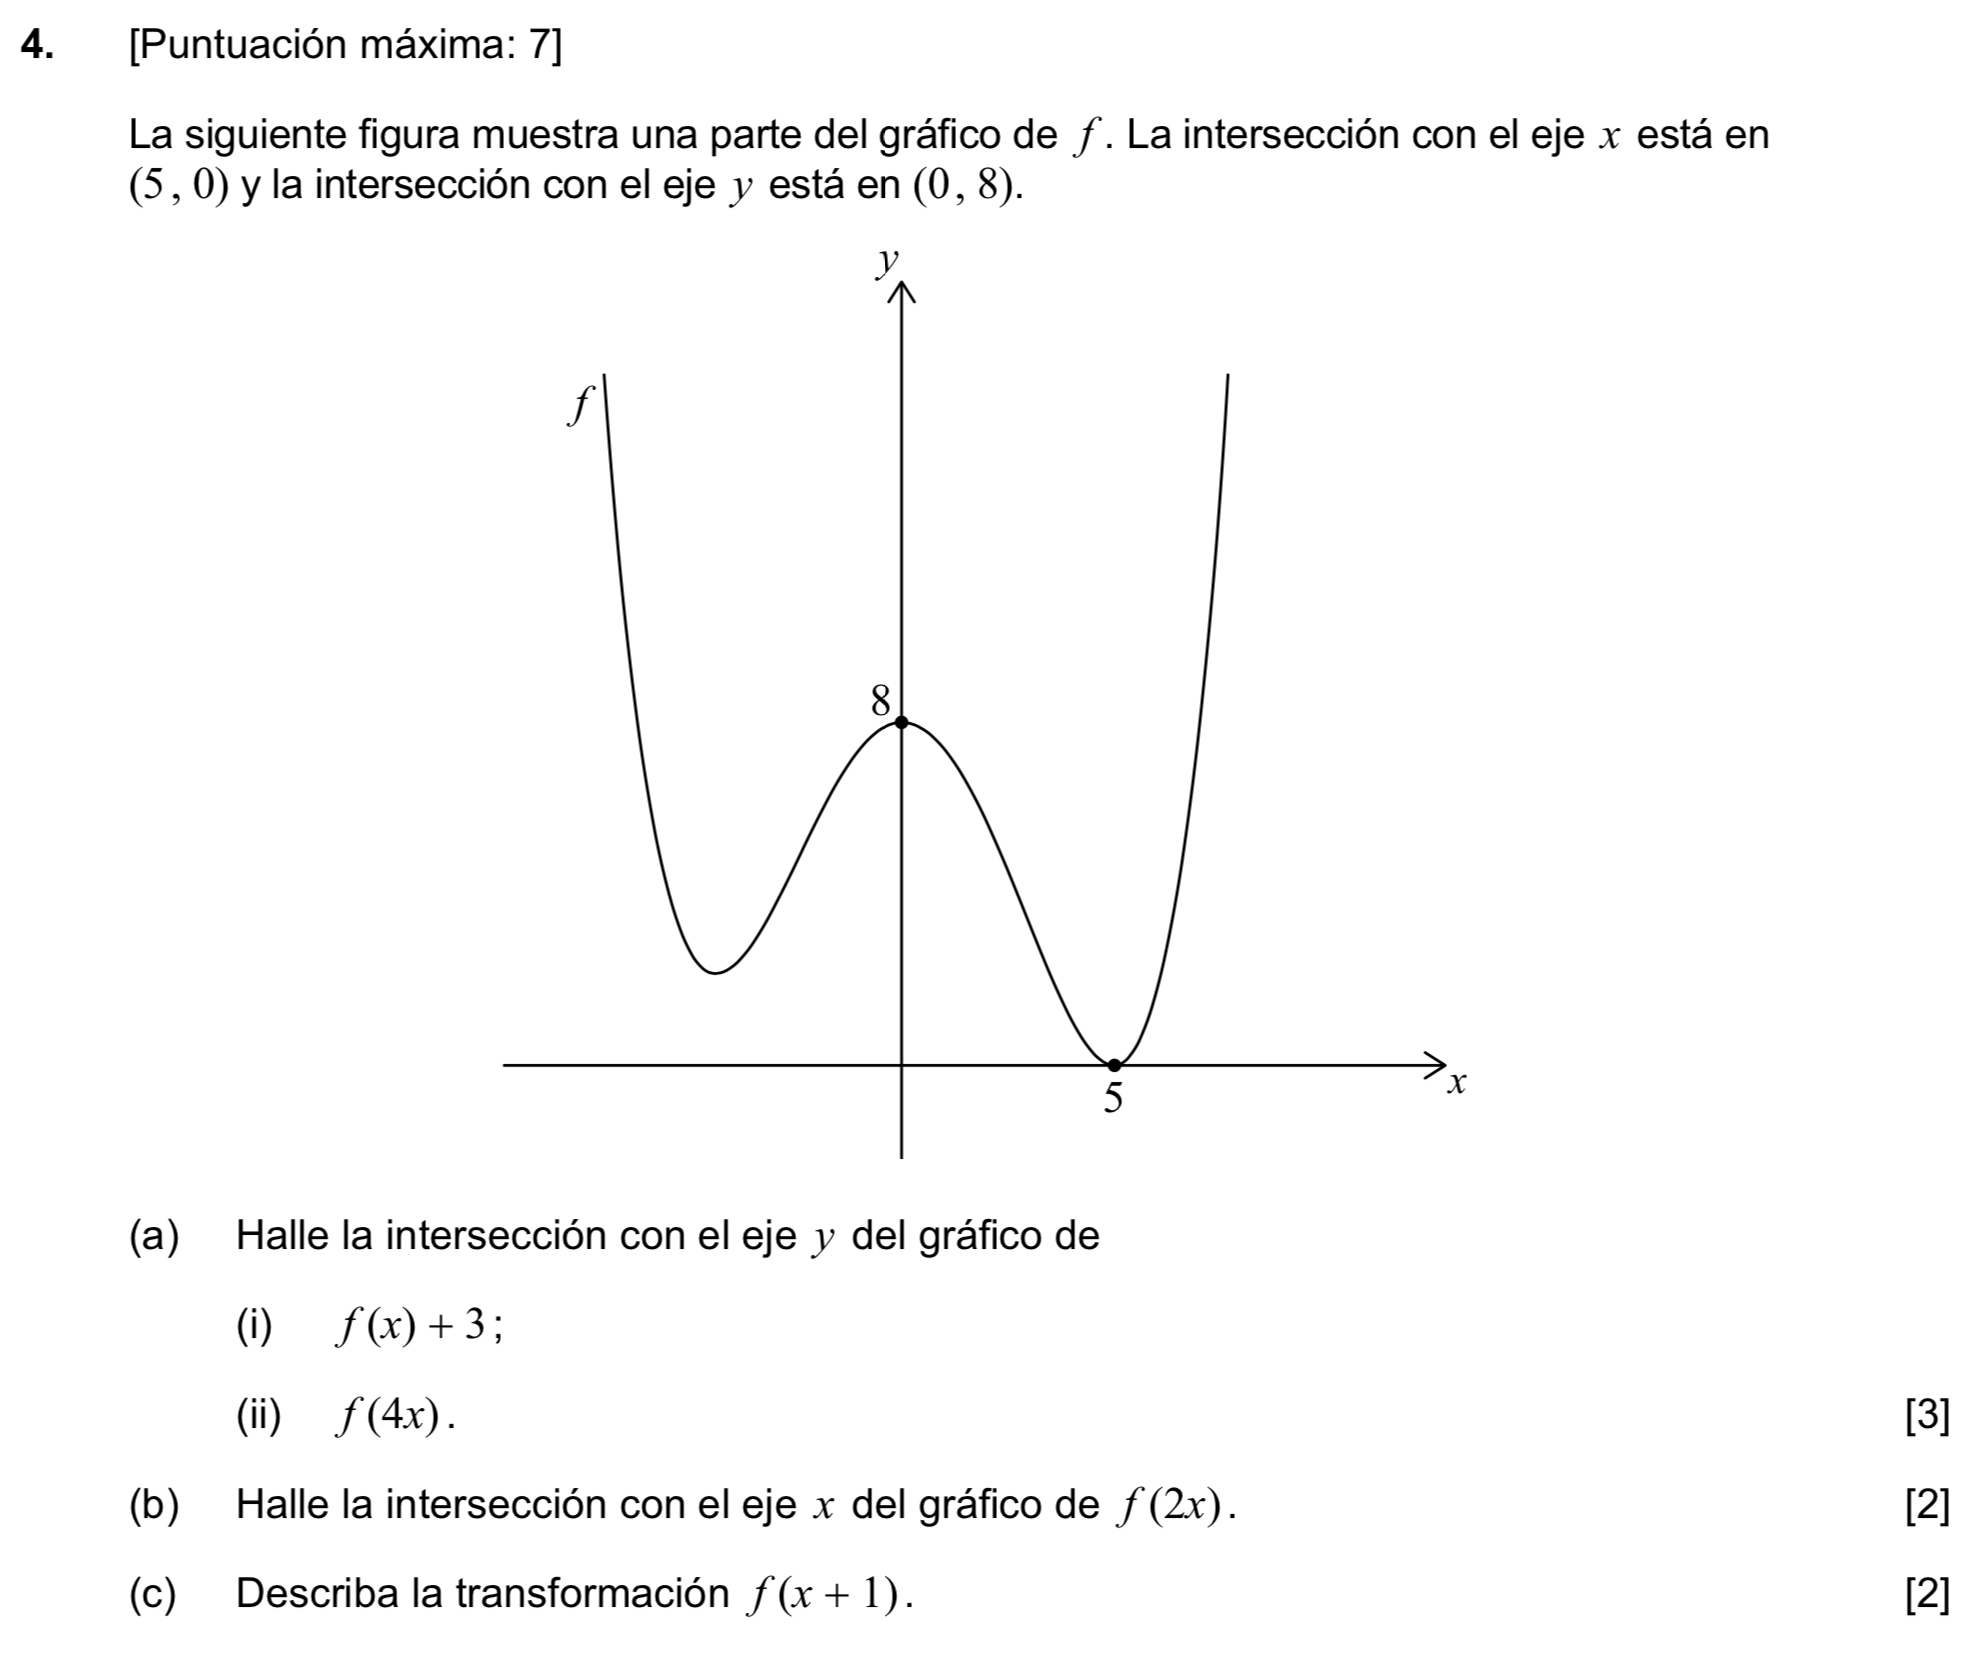 4. [Puntuación máxima: 7]
La siguiente figura muestra una parte del gráfico de f. La intersección con el eje x está en
(5, 0) y la intersección con el eje y está en (0, 8).
y
f
8
x
5
(a) Halle la intersección con el eje y del gráfico de
(i) f(x) + 3;
(ii) f(4x). [3]
(b) Halle la intersección con el eje x del gráfico de f(2x). [2]
(c) Describa la transformación f(x + 1). [2]